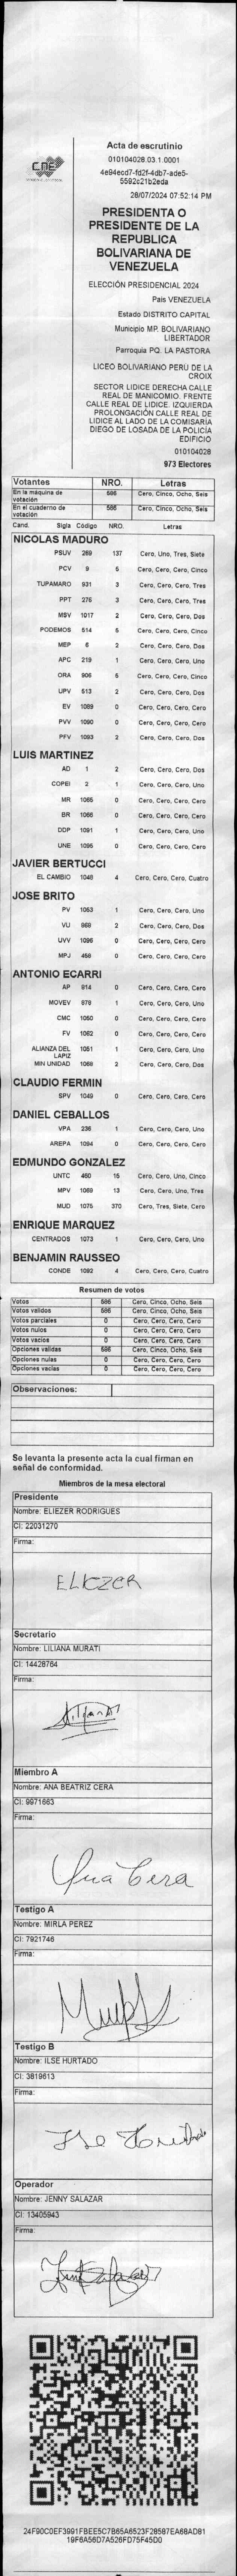 CNE
Acta de escrutinio
010104028.03.1.0001
4e94ecd7-fd2f-4db7-ade5-
5592c21b2eda
28/07/2024 07:52:14 PM
PRESIDENTA O
PRESIDENTE DE LA
REPUBLICA
BOLIVARIANA DE
VENEZUELA
ELECCIÓN PRESIDENCIAL 2024
País VENEZUELA
Estado DISTRITO CAPITAL
Municipio MP. BOLIVARIANO
LIBERTADOR
Parroquia PQ. LA PASTORA
LICEO BOLIVARIANO PERÚ DE LA
CROIX
SECTOR LIDICE DERECHA CALLE
REAL DE MANICOMIO. FRENTE
CALLE REAL DE LIDICE. IZQUIERDA
PROLONGACIÓN CALLE REAL DE
LIDICE AL LADO DE LA COMISARÍA
DIEGO DE LOSADA DE LA POLICÍA
EDIFICIO
010104028
973 Electores
Votantes NRO. Letras
En la máquina de votación 586 Cero, Cinco, Ocho, Seis
En el cuaderno de votación 586 Cero, Cinco, Ocho, Seis
Cand. Sigla Código NRO. Letras
NICOLAS MADURO
PSUV 269 137 Cero, Uno, Tres, Siete
PCV 9 5 Cero, Cero, Cero, Cinco
TUPAMARO 931 3 Cero, Cero, Cero, Tres
PPT 276 3 Cero, Cero, Cero, Tres
MSV 1017 2 Cero, Cero, Cero, Dos
PODEMOS 514 5 Cero, Cero, Cero, Cinco
MEP 6 2 Cero, Cero, Cero, Dos
APC 219 1 Cero, Cero, Cero, Uno
ORA 906 5 Cero, Cero, Cero, Cinco
UPV 513 2 Cero, Cero, Cero, Dos
EV 1089 0 Cero, Cero, Cero, Cero
PVV 1090 0 Cero, Cero, Cero, Cero
PFV 1093 2 Cero, Cero, Cero, Dos
LUIS MARTINEZ
AD 1 2 Cero, Cero, Cero, Dos
COPEI 2 1 Cero, Cero, Cero, Uno
MR 1065 0 Cero, Cero, Cero, Cero
BR 1066 0 Cero, Cero, Cero, Cero
DDP 1091 1 Cero, Cero, Cero, Uno
UNE 1095 0 Cero, Cero, Cero, Cero
JAVIER BERTUCCI
EL CAMBIO 1048 4 Cero, Cero, Cero, Cuatro
JOSE BRITO
PV 1053 1 Cero, Cero, Cero, Uno
VU 969 2 Cero, Cero, Cero, Dos
UVV 1096 0 Cero, Cero, Cero, Cero
MPJ 458 0 Cero, Cero, Cero, Cero
ANTONIO ECARRI
AP 914 0 Cero, Cero, Cero, Cero
MOVEV 978 1 Cero, Cero, Cero, Uno
CMC 1050 0 Cero, Cero, Cero, Cero
FV 1062 0 Cero, Cero, Cero, Cero
ALIANZA DEL LAPIZ 1051 1 Cero, Cero, Cero, Uno
MIN UNIDAD 1068 2 Cero, Cero, Cero, Dos
CLAUDIO FERMIN
SPV 1049 0 Cero, Cero, Cero, Cero
DANIEL CEBALLOS
VPA 236 1 Cero, Cero, Cero, Uno
AREPA 1094 0 Cero, Cero, Cero, Cero
EDMUNDO GONZALEZ
UNTC 460 15 Cero, Cero, Uno, Cinco
MPV 1069 13 Cero, Cero, Uno, Tres
MUD 1075 370 Cero, Tres, Siete, Cero
ENRIQUE MARQUEZ
CENTRADOS 1073 1 Cero, Cero, Cero, Uno
BENJAMIN RAUSSEO
CONDE 1092 4 Cero, Cero, Cero, Cuatro
Resumen de votos
Votos 586 Cero, Cinco, Ocho, Seis
Votos validos 586 Cero, Cinco, Ocho, Seis
Votos parciales 0 Cero, Cero, Cero, Cero
Votos nulos 0 Cero, Cero, Cero, Cero
Votos vacíos 0 Cero, Cero, Cero, Cero
Opciones validas 586 Cero, Cinco, Ocho, Seis
Opciones nulas 0 Cero, Cero, Cero, Cero
Opciones vacías 0 Cero, Cero, Cero, Cero
Observaciones:
Se levanta la presente acta la cual firman en
señal de conformidad.
Miembros de la mesa electoral
Presidente
Nombre: ELIEZER RODRIGUES
CI: 22031270
Firma:
ELIEZER
Secretario
Nombre: LILIANA MURATI
CI: 14428764
Firma:
Miembro A
Nombre: ANA BEATRIZ CERA
CI: 9971663
Firma:
Ana Cera
Testigo A
Nombre: MIRLA PEREZ
CI: 7921746
Firma:
Testigo B
Nombre: ILSE HURTADO
CI: 3819613
Firma:
Ilse Hurtado
Operador
Nombre: JENNY SALAZAR
CI: 13405943
Firma:
24F90C0EF3991FBEE5C7B65A6523F28587EA68AD81
19F6A56D7A526FD75F45D0